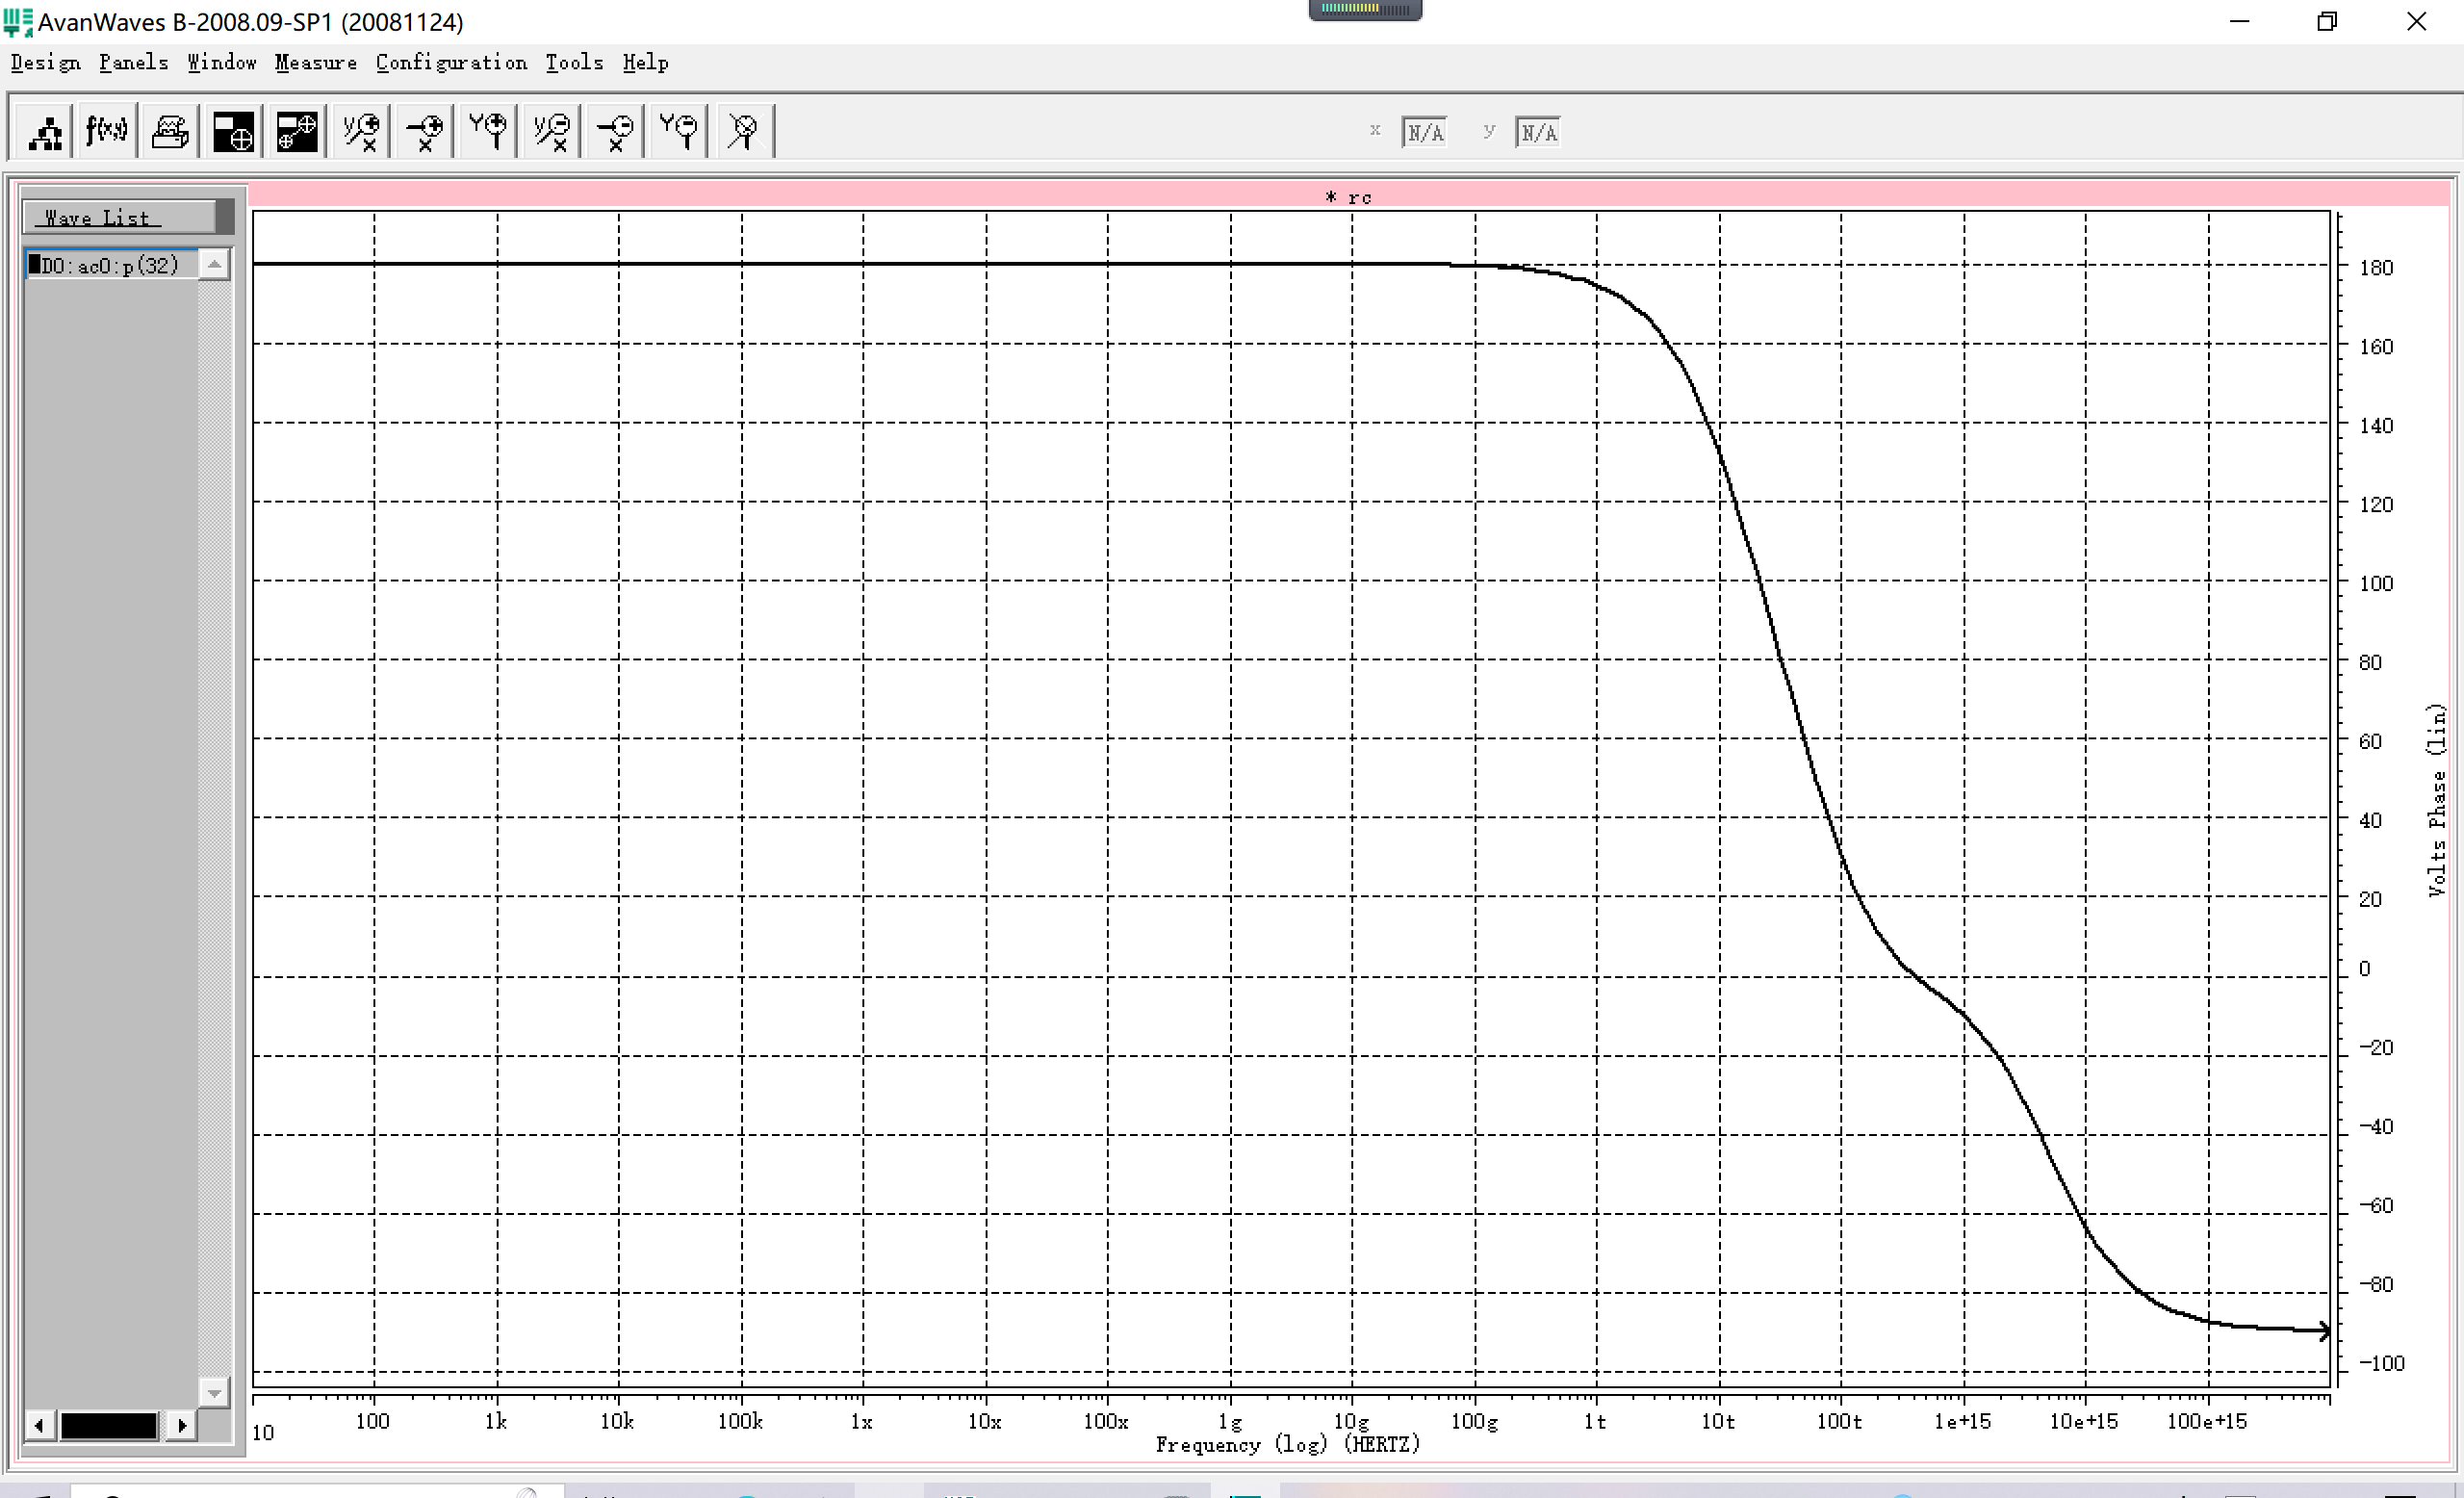 AvanWaves B-2008.09-SP1 (20081124)
Design Panels Window Measure Configuration Tools Help
f(x,y) x N/A y N/A
* rc
Wave List
D0:ac0:p(32)
180
160
140
120
100
80
60
40
20
0
-20
-40
-60
-80
-100
Volts Phase (lin)
10 100 1k 10k 100k 1x 10x 100x 1g 10g 100g 1t 10t 100t 1e+15 10e+15 100e+15
Frequency (log) (HERTZ)